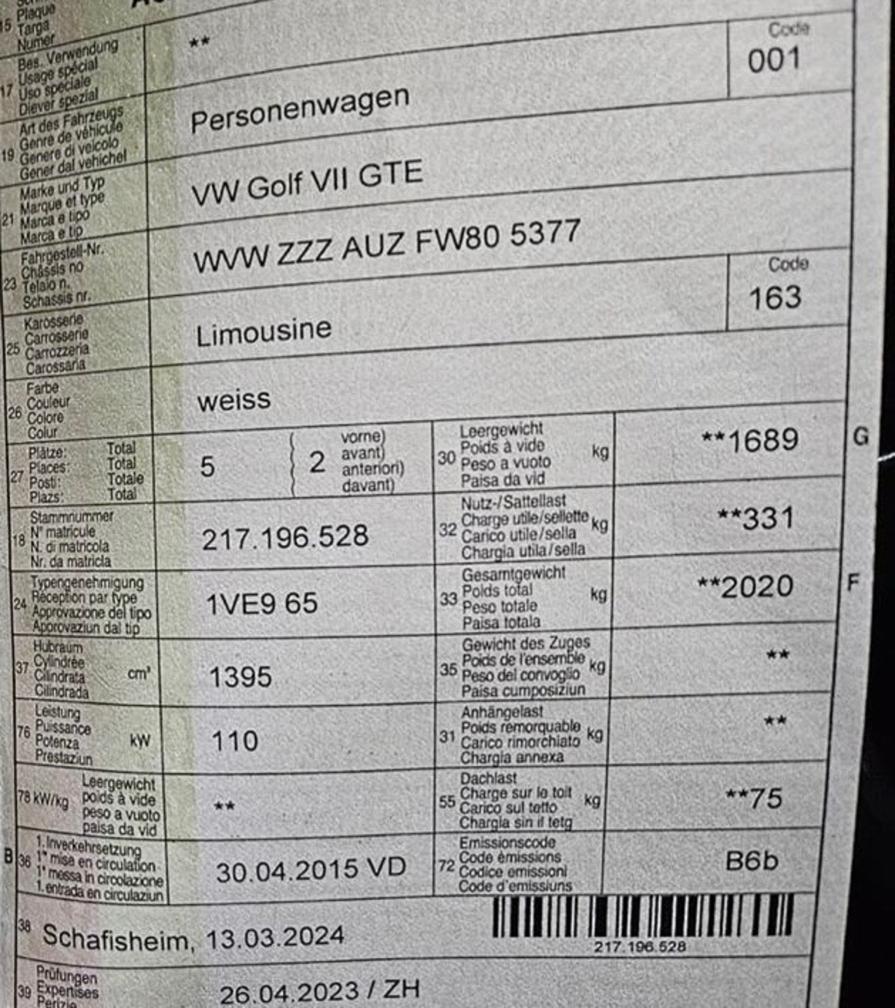 15 Plaque
Targa
Numer
17 Bes. Verwendung
Usage spécial
Uso speciale
Diever spezial
**
19 Art des Fahrzeugs
Genre de véhicule
Genere di veicolo
Gener dal vehichel
Personenwagen
Code
001
21 Marke und Typ
Marque et type
Marca e tipo
Marca e tip
VW Golf VII GTE
23 Fahrgestell-Nr.
Châssis no
Telaio n.
Schassis nr.
WVW ZZZ AUZ FW80 5377
25 Karosserie
Carrosserie
Carrozzeria
Carossaria
Limousine
Code
163
26 Farbe
Couleur
Colore
Colur
weiss
27 Plätze: Total
Places: Total
Posti: Totale
Plazs: Total
5
2
vorne)
avant)
anteriori)
davant)
30 Leergewicht
Poids à vide
Peso a vuoto
Paisa da vid
kg
**1689
G
18 Stammnummer
N° matricule
N. di matricola
Nr. da matricla
217.196.528
32 Nutz-/Sattellast
Charge utile/sellette
Carico utile/sella
Chargia utila/sella
kg
**331
24 Typengenehmigung
Réception par type
Approvazione del tipo
Approvaziun dal tip
1VE9 65
33 Gesamtgewicht
Poids total
Peso totale
Paisa totala
kg
**2020
F
37 Hubraum
Cylindrée
Cilindrata
Cilindrada
cm³
1395
35 Gewicht des Zuges
Poids de l'ensemble
Peso del convoglio
Paisa cumposiziun
kg
**
76 Leistung
Puissance
Potenza
Prestaziun
kW
110
31 Anhängelast
Poids remorquable
Carico rimorchiato
Chargia annexa
kg
**
78 kW/kg
Leergewicht
poids à vide
peso a vuoto
paisa da vid
**
55 Dachlast
Charge sur le toit
Carico sul tetto
Chargia sin il tetg
kg
**75
B 36 1. Inverkehrsetzung
1re mise en circulation
1a messa in circolazione
1. entrada en circulaziun
30.04.2015 VD
72 Emissionscode
Code émissions
Codice emissioni
Code d'emissiuns
B6b
38 Schafisheim, 13.03.2024
217.196.528
39 Prüfungen
Expertises
Perizie
26.04.2023 / ZH